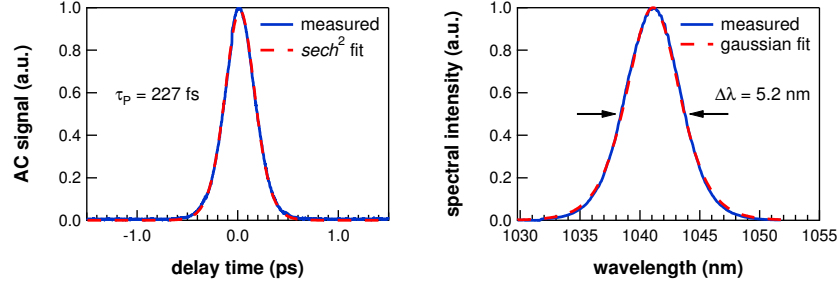 AC signal (a.u.)
1.0
0.8
0.6
0.4
0.2
0.0
measured
sech² fit
τP = 227 fs
-1.0
0.0
1.0
delay time (ps)
spectral intensity (a.u.)
1.0
0.8
0.6
0.4
0.2
0.0
measured
gaussian fit
Δλ = 5.2 nm
1030
1035
1040
1045
1050
1055
wavelength (nm)